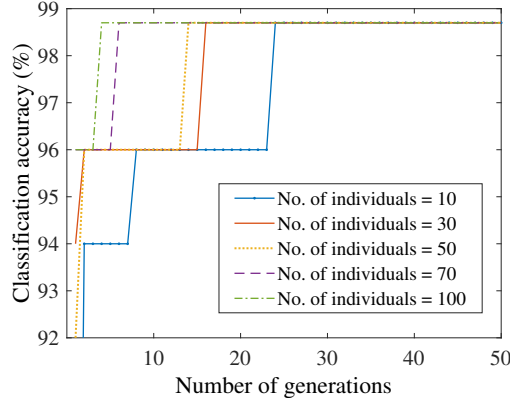 99
98
97
96
95
94
93
92
Classification accuracy (%)
No. of individuals = 10
No. of individuals = 30
No. of individuals = 50
No. of individuals = 70
No. of individuals = 100
10
20
30
40
50
Number of generations